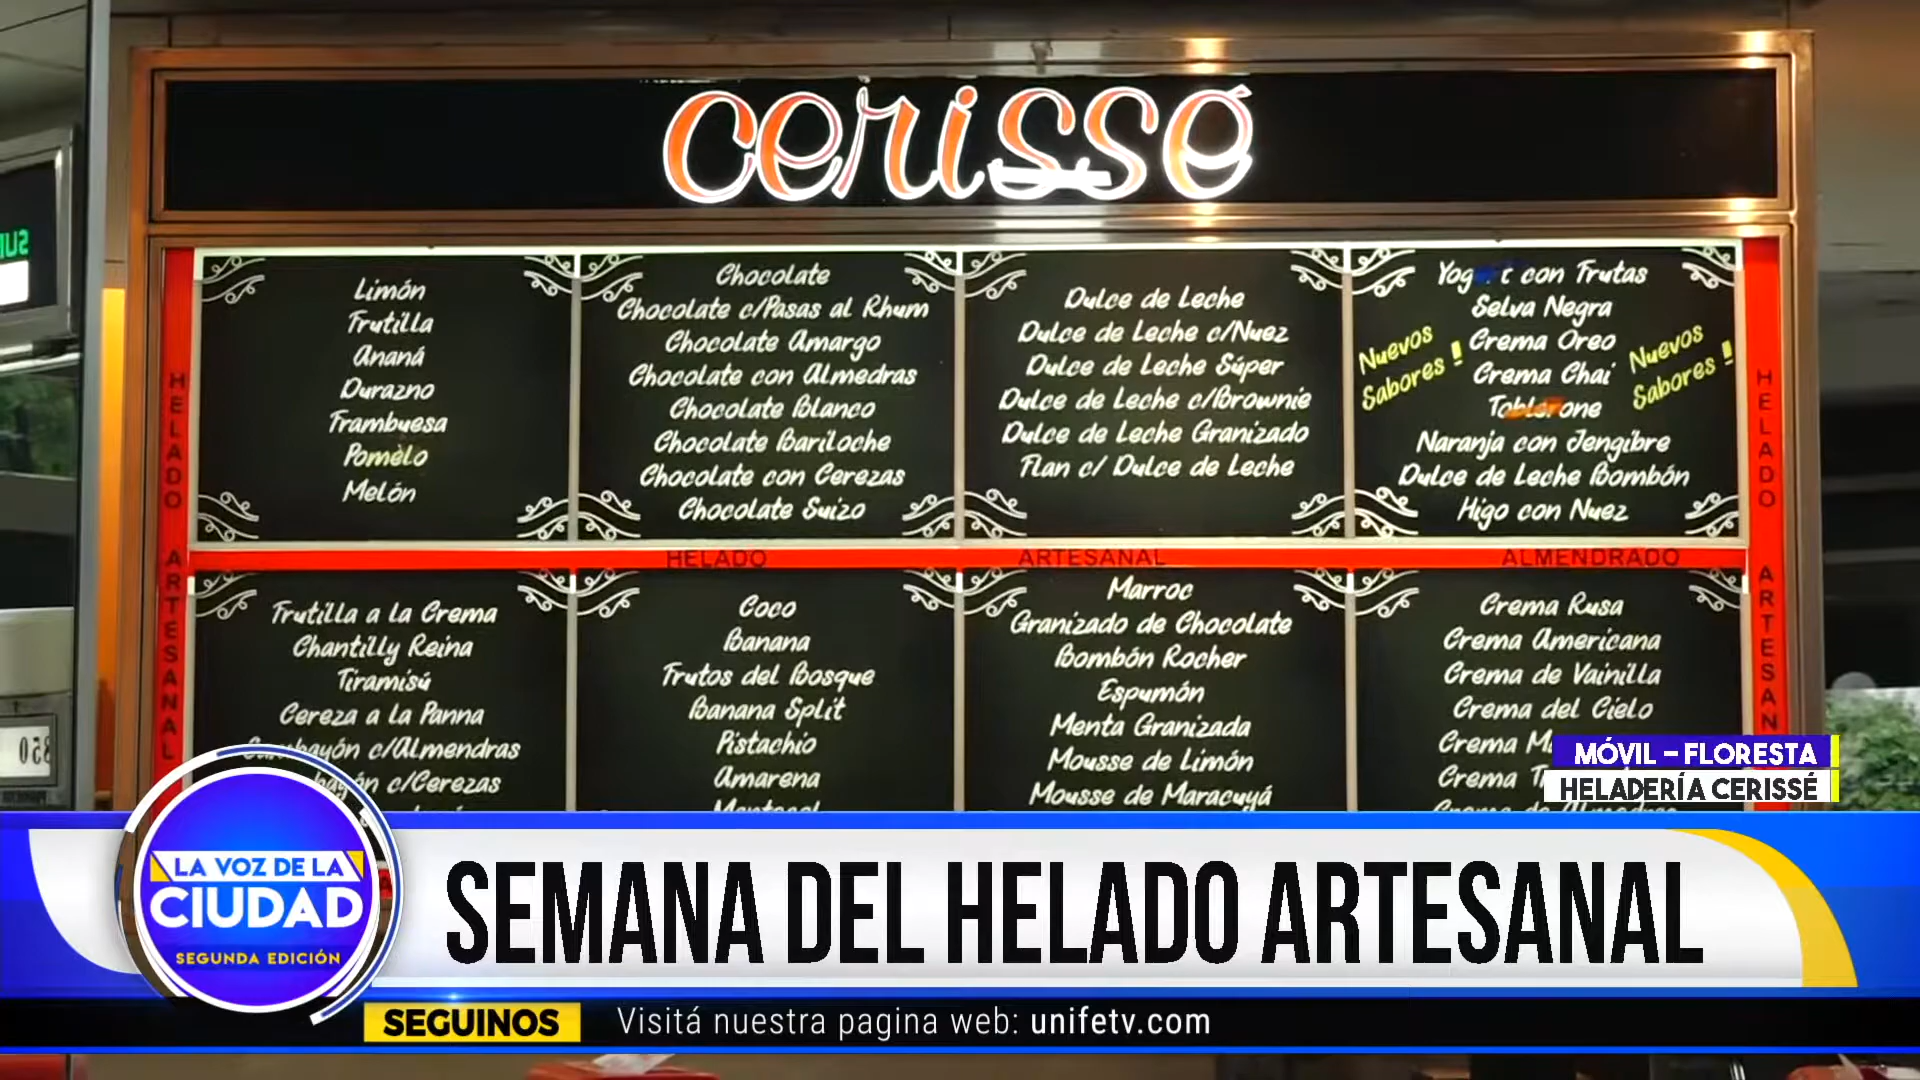 cerissé
Limón
Frutilla
Ananá
Durazno
Frambuesa
Pomelo
Melón
Chocolate
Chocolate c/Pasas al Rhum
Chocolate Amargo
Chocolate con Almedras
Chocolate Blanco
Chocolate Bariloche
Chocolate con Cerezas
Chocolate Suizo
Dulce de Leche
Dulce de Leche c/Nuez
Dulce de Leche Súper
Dulce de Leche c/Brownie
Dulce de Leche Granizado
Flan c/ Dulce de Leche
con Frutas
Selva Negra
Crema Oreo
Crema Chai
Toblerone
Naranja con Jengibre
Dulce de Leche Bombón
Higo con Nuez
Nuevos
Sabores !
Nuevos
Sabores !
HELADO ARTESANAL
HELADO ARTESANAL ALMENDRADO
HELADO
Frutilla a la Crema
Chantilly Reina
Tiramisú
Cereza a la Panna
c/Almendras
c/Cerezas
Coco
Banana
Frutos del Bosque
Banana Split
Pistachio
Amarena
Marroc
Granizado de Chocolate
Bombón Rocher
Espumón
Menta Granizada
Mousse de Limón
Mousse de Maracuyá
Crema Rusa
Crema Americana
Crema de Vainilla
Crema del Cielo
Crema
Crema
MÓVIL – FLORESTA
HELADERÍA CERISSÉ
LA VOZ DE LA
CIUDAD
SEGUNDA EDICIÓN
SEMANA DEL HELADO ARTESANAL
SEGUINOS
Visitá nuestra pagina web: unifetv.com